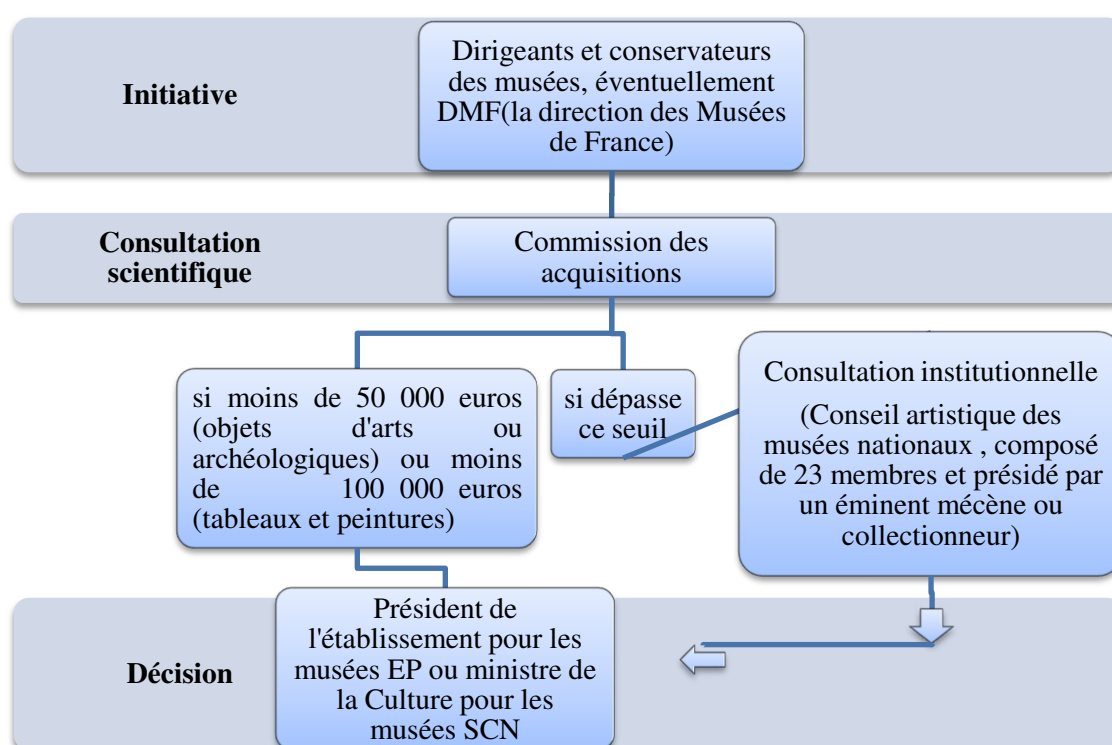 Initiative
Dirigeants et conservateurs
des musées, éventuellement
DMF(la direction des Musées
de France)
Consultation
scientifique
Commission des
acquisitions
si moins de 50 000 euros
(objets d'arts ou
archéologiques) ou moins
de 100 000 euros
(tableaux et peintures)
si dépasse
ce seuil
Consultation institutionnelle
(Conseil artistique des
musées nationaux , composé
de 23 membres et présidé par
un éminent mécène ou
collectionneur)
Décision
Président de
l'établissement pour les
musées EP ou ministre de
la Culture pour les
musées SCN